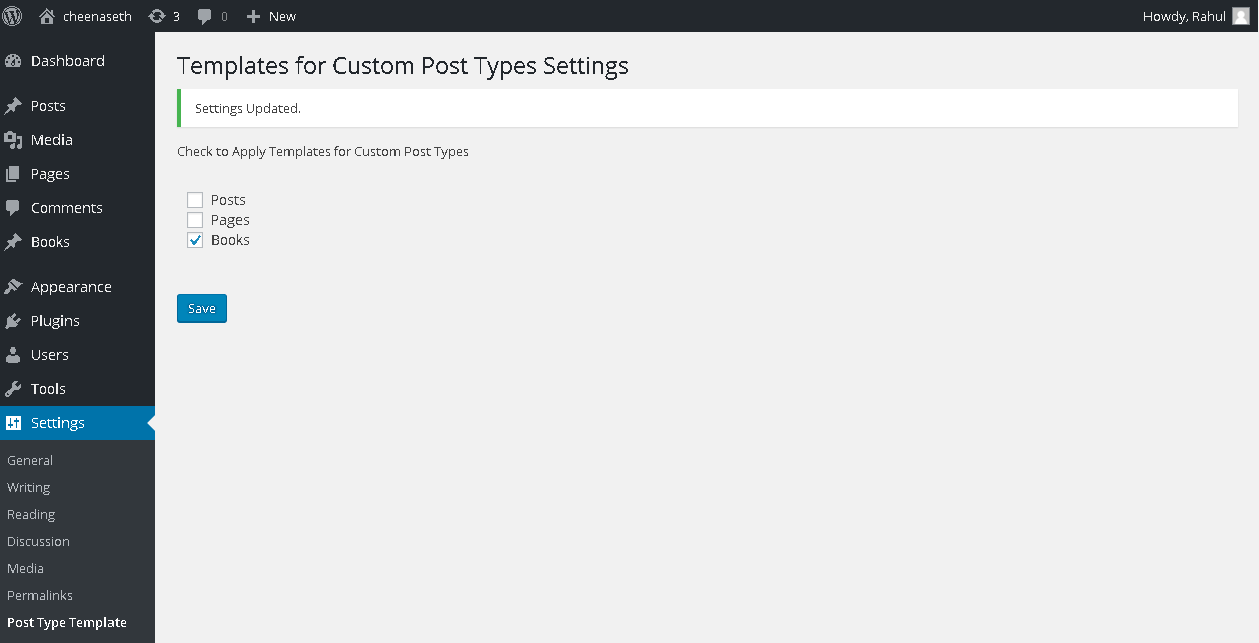 cheenaseth 3 0 New Howdy, Rahul
Dashboard
Posts
Media
Pages
Comments
Books
Appearance
Plugins
Users
Tools
Settings
General
Writing
Reading
Discussion
Media
Permalinks
Post Type Template
Templates for Custom Post Types Settings
Settings Updated.
Check to Apply Templates for Custom Post Types
Posts
Pages
Books
Save